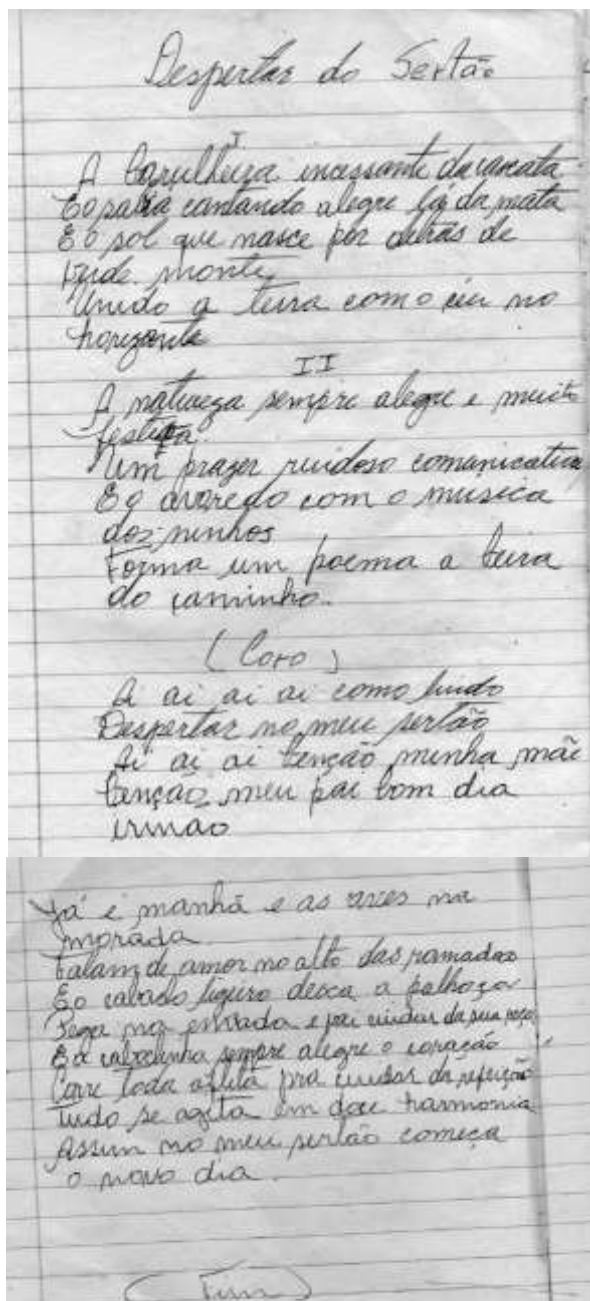 Despertar do Sertão
I
A barulheira incessante da cascata
E o sabiá cantando alegre lá da mata
E o sol que nasce por detrás de
monte
Unido a terra como céu no
horizonte
II
A natureza sempre alegre e muito
festiva
Num prazer ruidoso comunicativa
E o arvoredo com o música
dos ninhos
Forma um poema a beira
do caminho.
(Coro)
Ai ai ai ai como lindo
Despertar no meu sertão
Ai ai ai benção minha mãe
benção meu pai bom dia
irmao
Já é manhã e as aves na
morada
Falam de amor no alto das ramadas
E o caboclo ligeiro deixa a palhoça
Pega na enxada e vai cuidar da sua roça
E a caboclinha sempre alegre o coração
Corre toda aflita pra cuidar da refeição
Tudo se agita em doce harmonia
Assim no meu sertão começa
o novo dia.
(Fim)